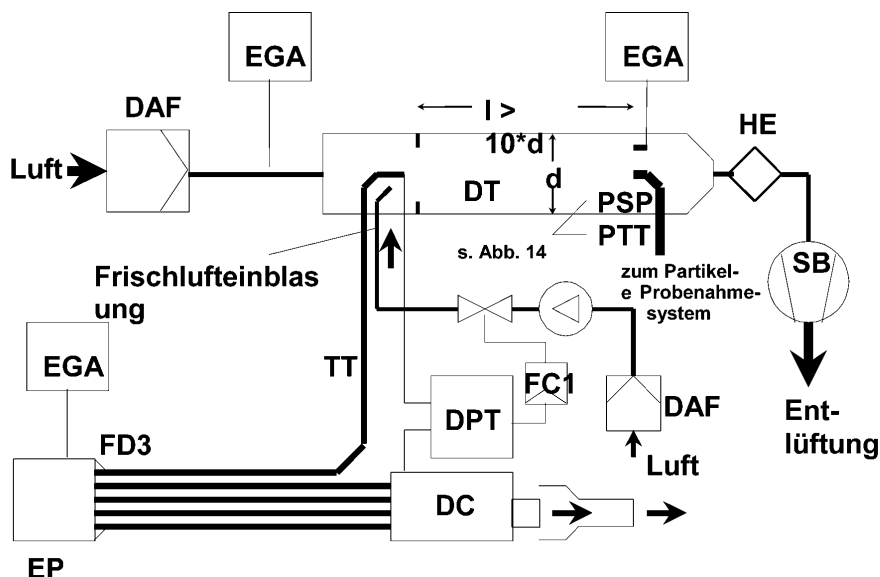 EGA
EGA
DAF
l >
10*d
HE
Luft
d
DT
PSP
PTT
s. Abb. 14
SB
Frischlufteinblas
ung
zum Partikel-
e Probenahme-
system
EGA
TT
FC1
DPT
DAF
Ent-
lüftung
FD3
Luft
DC
EP